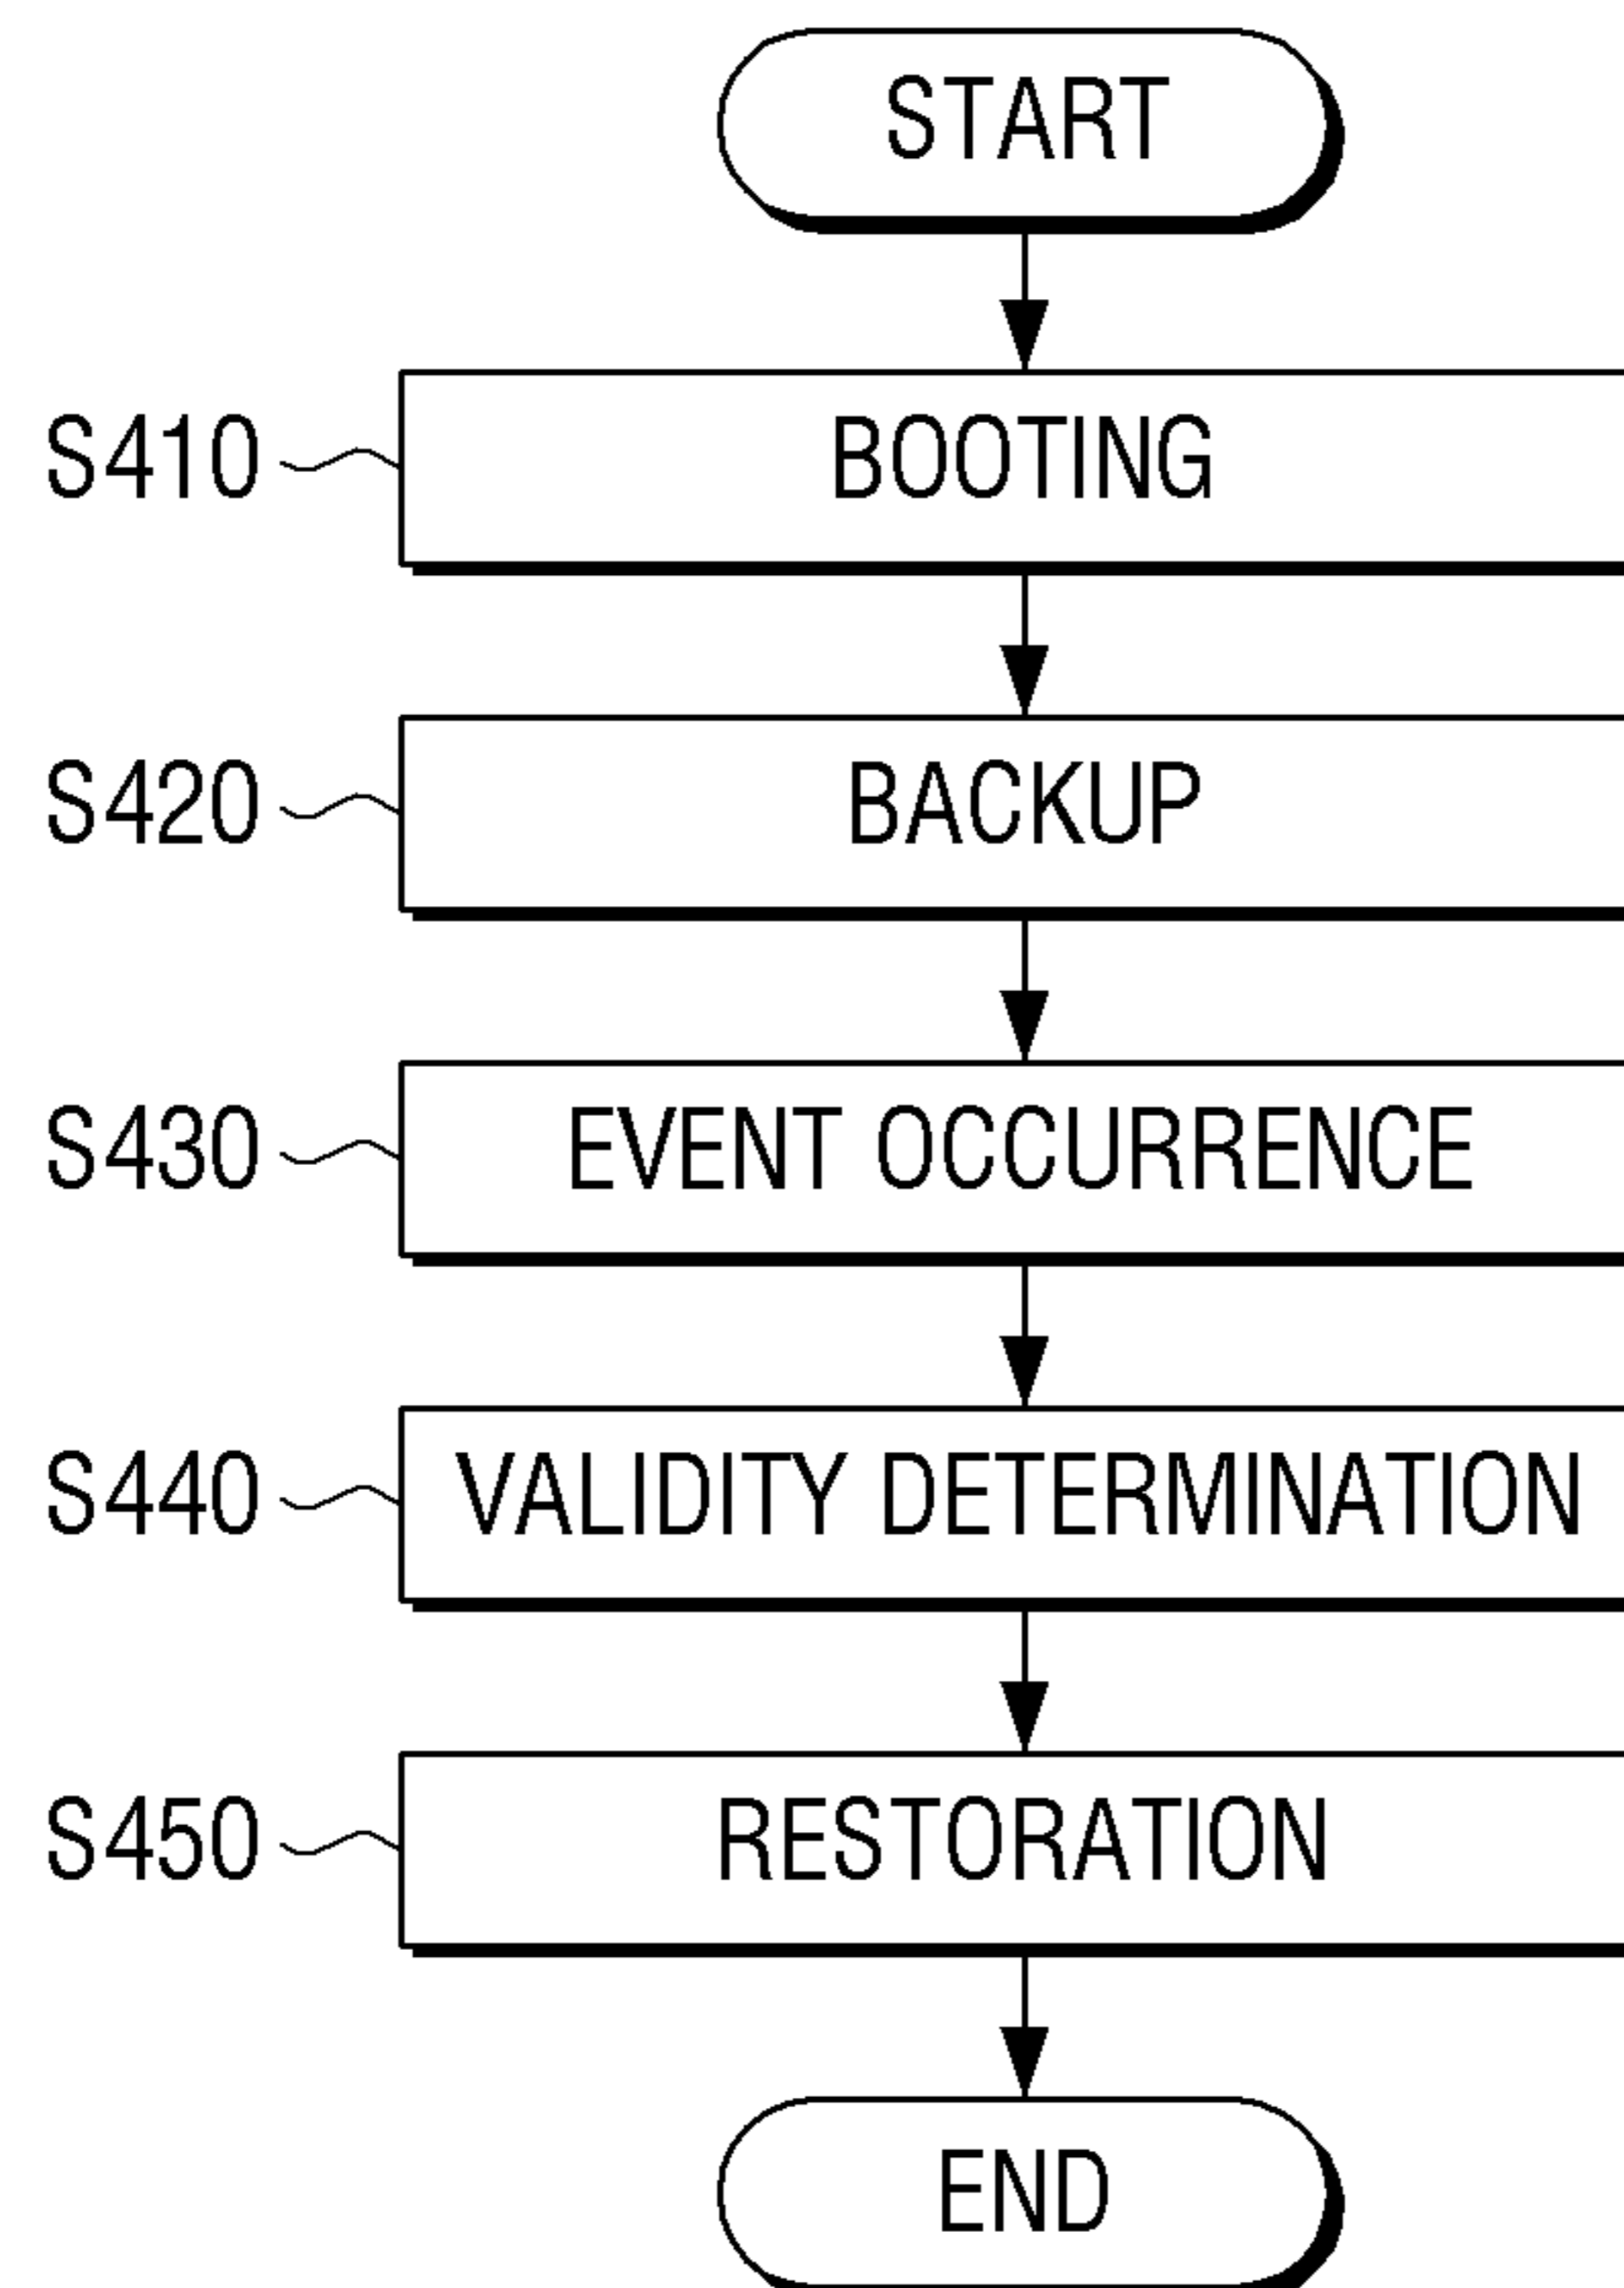 START
S410 BOOTING
S420 BACKUP
S430 EVENT OCCURRENCE
S440 VALIDITY DETERMINATION
S450 RESTORATION
END